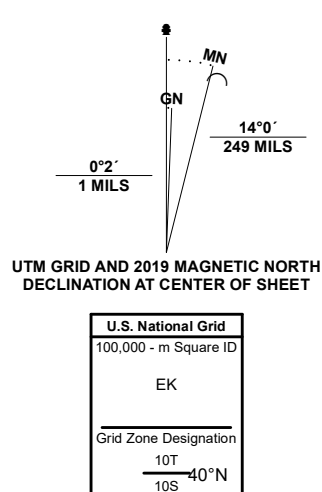 MN
GN
14°0´
249 MILS
0°2´
1 MILS
UTM GRID AND 2019 MAGNETIC NORTH
DECLINATION AT CENTER OF SHEET
U.S. National Grid
100,000 - m Square ID
EK
Grid Zone Designation
10T
40°N
10S